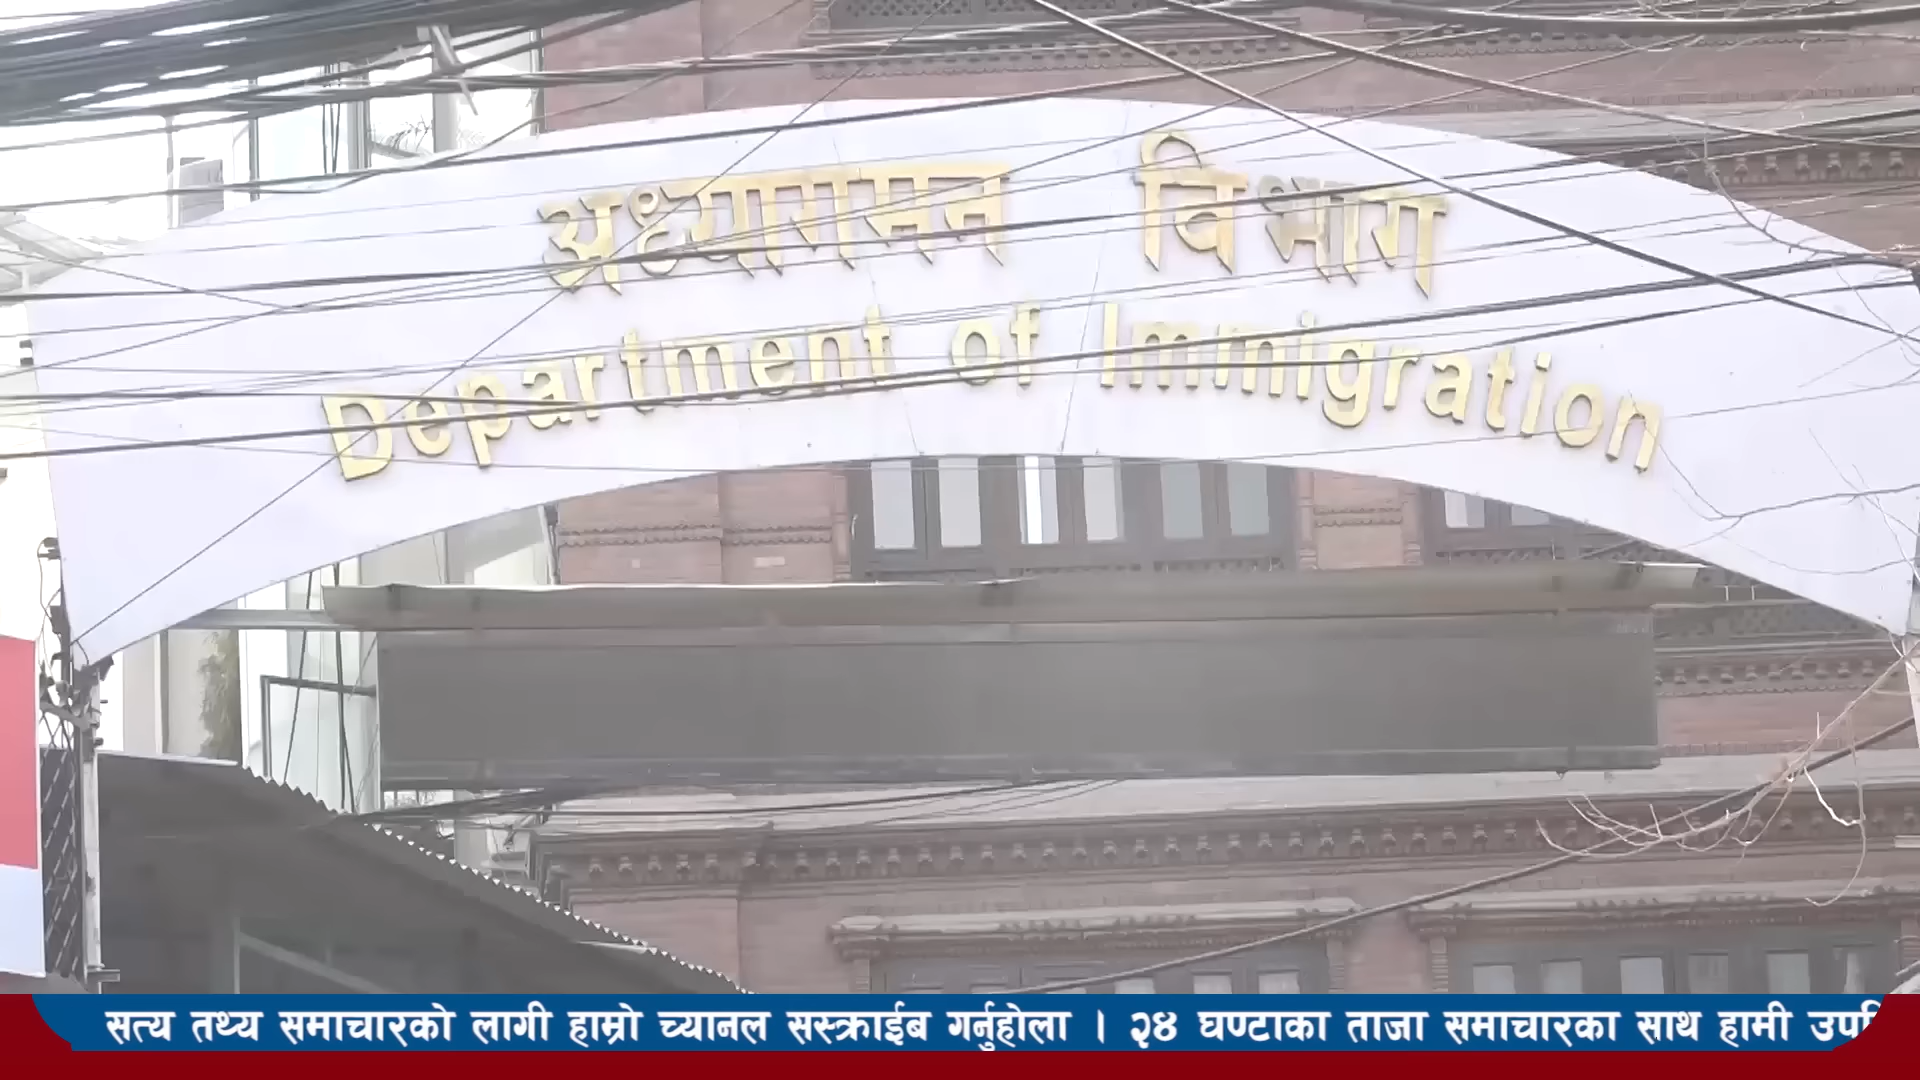 अध्यागमन विभाग
Department of Immigration
सत्य तथ्य समाचारको लागी हाम्रो च्यानल सस्क्राईब गर्नुहोला । २४ घण्टाका ताजा समाचारका साथ हामी